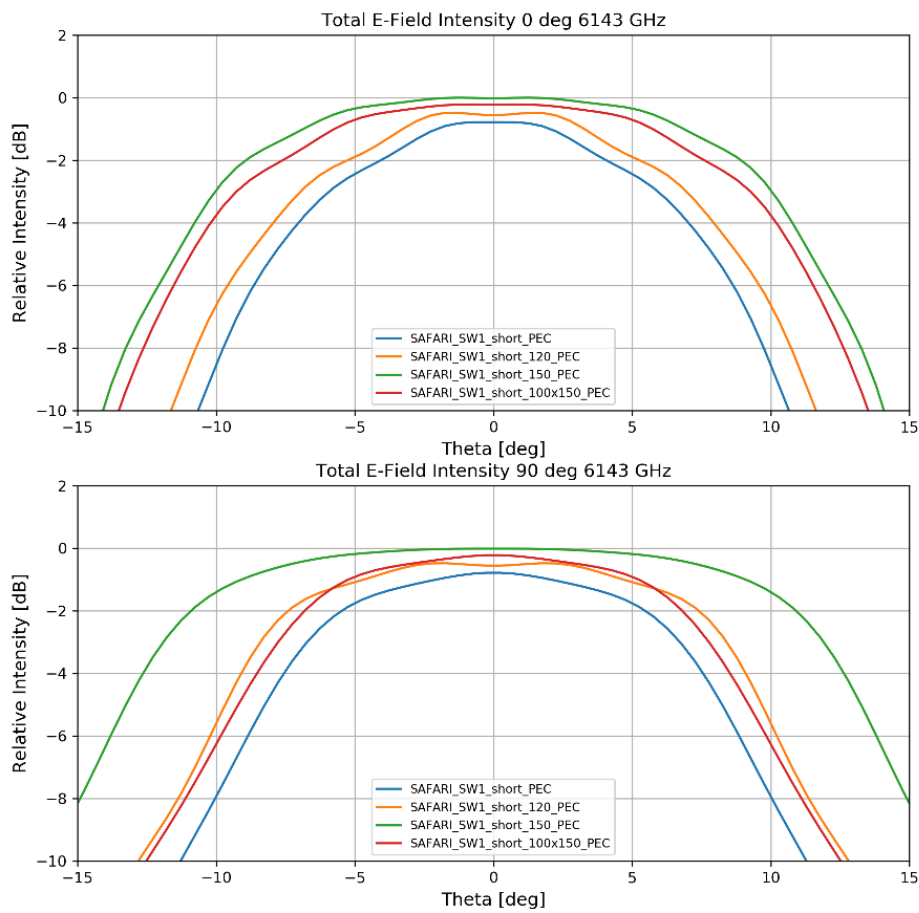 Total E-Field Intensity 0 deg 6143 GHz
2
0
−2
−4
−6
−8
−10
Relative Intensity [dB]
SAFARI_SW1_short_PEC
SAFARI_SW1_short_120_PEC
SAFARI_SW1_short_150_PEC
SAFARI_SW1_short_100x150_PEC
−15 −10 −5 0 5 10 15
Theta [deg]
Total E-Field Intensity 90 deg 6143 GHz
2
0
−2
−4
−6
−8
−10
Relative Intensity [dB]
SAFARI_SW1_short_PEC
SAFARI_SW1_short_120_PEC
SAFARI_SW1_short_150_PEC
SAFARI_SW1_short_100x150_PEC
−15 −10 −5 0 5 10 15
Theta [deg]